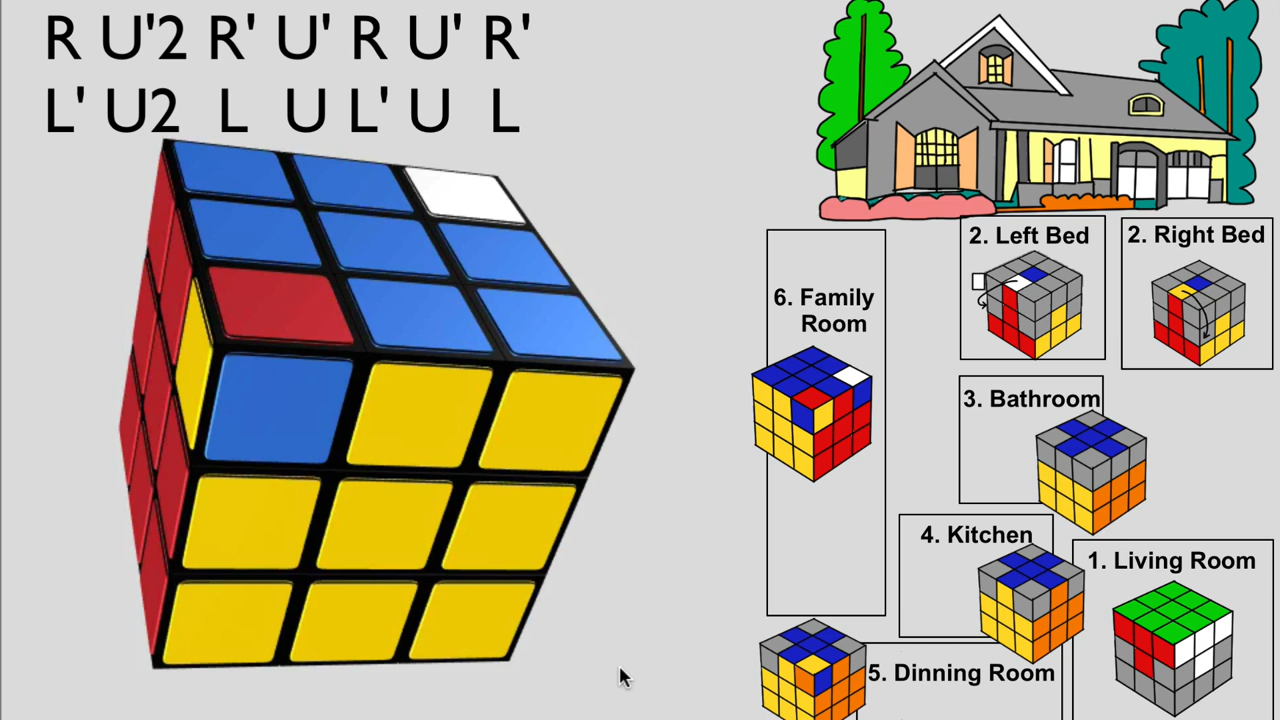 R U'2 R' U' R U' R'
L' U2 L U L' U L
2. Left Bed
2. Right Bed
6. Family
Room
3. Bathroom
4. Kitchen
1. Living Room
5. Dinning Room